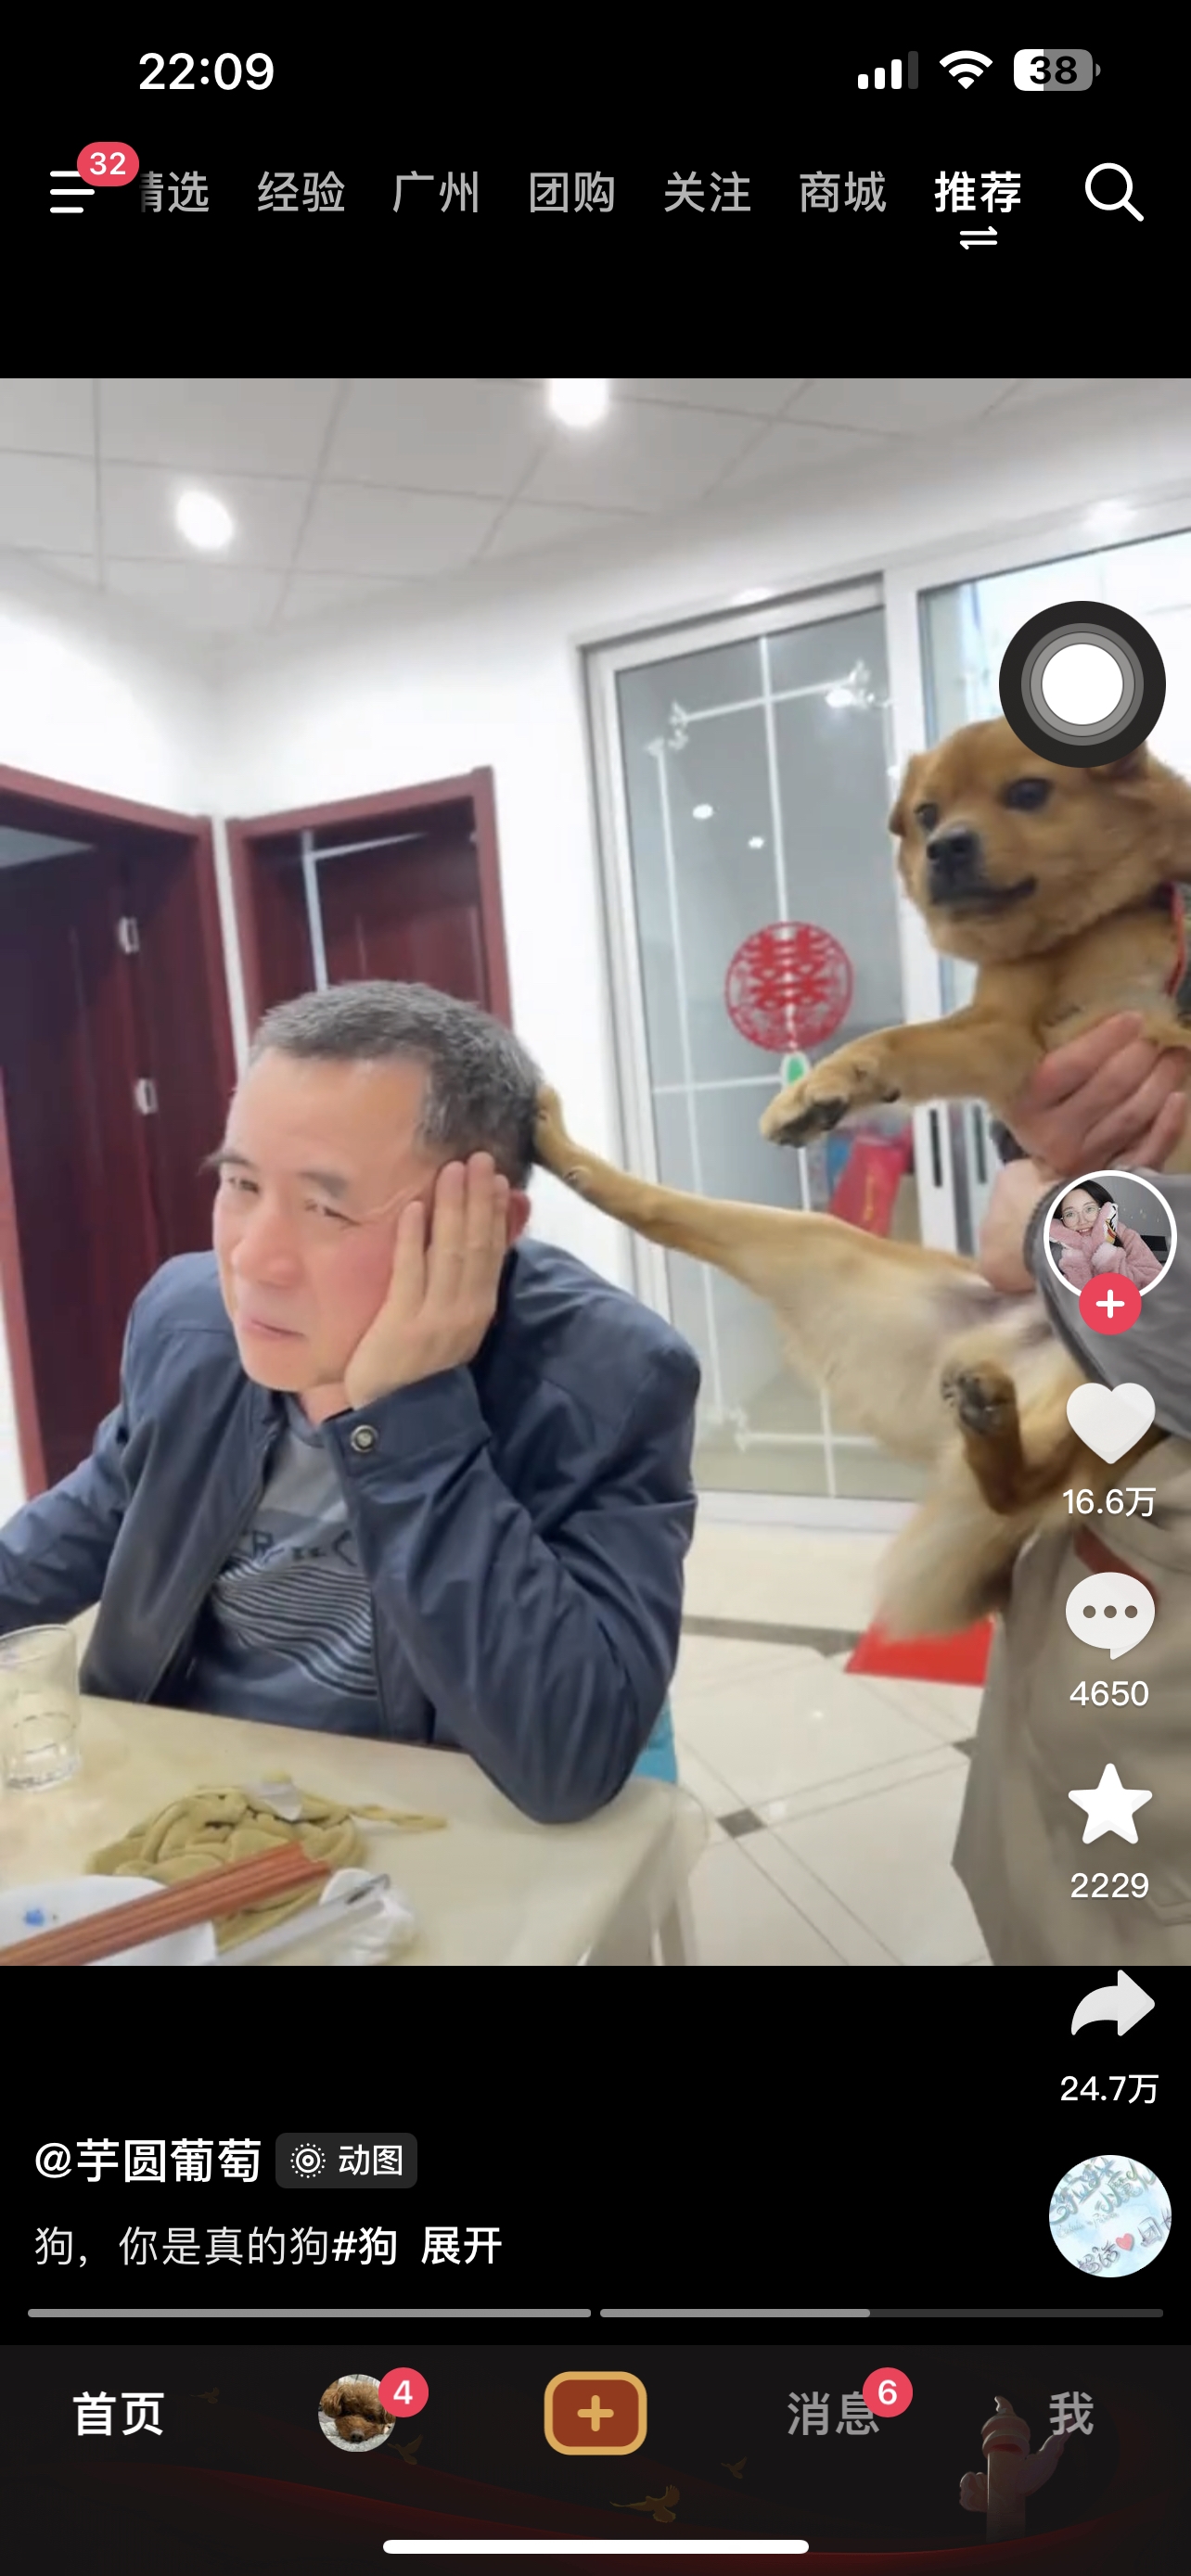 22:09
38
32
精选 经验 广州 团购 关注 商城 推荐
囍
16.6万
4650
2229
24.7万
@芋圆葡萄 动图
狗，你是真的狗#狗 展开
首页 4 消息 6 我